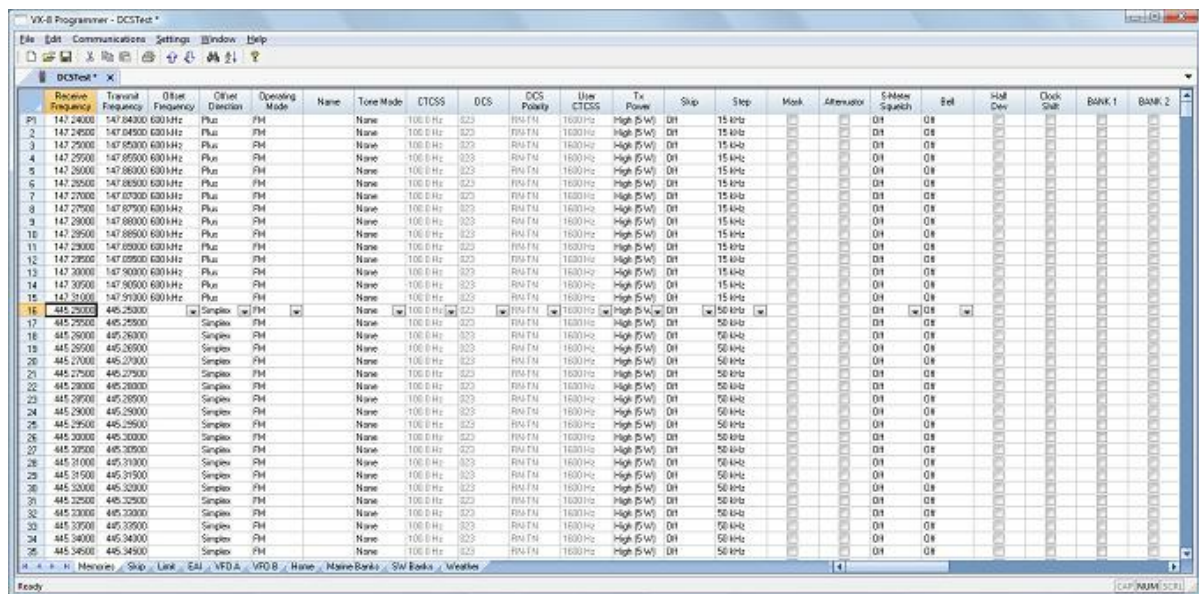 VX-8 Programmer - DCSTest *
File Edit Communications Settings Window Help
DCSTest * X
Receive Frequency Transmit Frequency Offset Frequency Offset Direction Operating Mode Name Tone Mode CTCSS DCS DCS Polarity User CTCSS Tx Power Skip Step Mask Attenuator S-Meter Squelch Bell Half Dev Clock Shift BANK 1 BANK 2
P1 147.24000 147.84000 600 kHz Plus FM None 100.0 Hz 023 RN-TN 1600 Hz High (5 W) Off 15 kHz Off Off
2 147.24500 147.84500 600 kHz Plus FM None 100.0 Hz 023 RN-TN 1600 Hz High (5 W) Off 15 kHz Off Off
3 147.25000 147.85000 600 kHz Plus FM None 100.0 Hz 023 RN-TN 1600 Hz High (5 W) Off 15 kHz Off Off
4 147.25500 147.85500 600 kHz Plus FM None 100.0 Hz 023 RN-TN 1600 Hz High (5 W) Off 15 kHz Off Off
5 147.26000 147.86000 600 kHz Plus FM None 100.0 Hz 023 RN-TN 1600 Hz High (5 W) Off 15 kHz Off Off
6 147.26500 147.86500 600 kHz Plus FM None 100.0 Hz 023 RN-TN 1600 Hz High (5 W) Off 15 kHz Off Off
7 147.27000 147.87000 600 kHz Plus FM None 100.0 Hz 023 RN-TN 1600 Hz High (5 W) Off 15 kHz Off Off
8 147.27500 147.87500 600 kHz Plus FM None 100.0 Hz 023 RN-TN 1600 Hz High (5 W) Off 15 kHz Off Off
9 147.28000 147.88000 600 kHz Plus FM None 100.0 Hz 023 RN-TN 1600 Hz High (5 W) Off 15 kHz Off Off
10 147.28500 147.88500 600 kHz Plus FM None 100.0 Hz 023 RN-TN 1600 Hz High (5 W) Off 15 kHz Off Off
11 147.29000 147.89000 600 kHz Plus FM None 100.0 Hz 023 RN-TN 1600 Hz High (5 W) Off 15 kHz Off Off
12 147.29500 147.89500 600 kHz Plus FM None 100.0 Hz 023 RN-TN 1600 Hz High (5 W) Off 15 kHz Off Off
13 147.30000 147.90000 600 kHz Plus FM None 100.0 Hz 023 RN-TN 1600 Hz High (5 W) Off 15 kHz Off Off
14 147.30500 147.90500 600 kHz Plus FM None 100.0 Hz 023 RN-TN 1600 Hz High (5 W) Off 15 kHz Off Off
15 147.31000 147.91000 600 kHz Plus FM None 100.0 Hz 023 RN-TN 1600 Hz High (5 W) Off 15 kHz Off Off
16 445.25000 445.25000 Simplex FM None 100.0 Hz 023 RN-TN 1600 Hz High (5 W Off 50 kHz Off Off
17 445.25500 445.25500 Simplex FM None 100.0 Hz 023 RN-TN 1600 Hz High (5 W) Off 50 kHz Off Off
18 445.26000 445.26000 Simplex FM None 100.0 Hz 023 RN-TN 1600 Hz High (5 W) Off 50 kHz Off Off
19 445.26500 445.26500 Simplex FM None 100.0 Hz 023 RN-TN 1600 Hz High (5 W) Off 50 kHz Off Off
20 445.27000 445.27000 Simplex FM None 100.0 Hz 023 RN-TN 1600 Hz High (5 W) Off 50 kHz Off Off
21 445.27500 445.27500 Simplex FM None 100.0 Hz 023 RN-TN 1600 Hz High (5 W) Off 50 kHz Off Off
22 445.28000 445.28000 Simplex FM None 100.0 Hz 023 RN-TN 1600 Hz High (5 W) Off 50 kHz Off Off
23 445.28500 445.28500 Simplex FM None 100.0 Hz 023 RN-TN 1600 Hz High (5 W) Off 50 kHz Off Off
24 445.29000 445.29000 Simplex FM None 100.0 Hz 023 RN-TN 1600 Hz High (5 W) Off 50 kHz Off Off
25 445.29500 445.29500 Simplex FM None 100.0 Hz 023 RN-TN 1600 Hz High (5 W) Off 50 kHz Off Off
26 445.30000 445.30000 Simplex FM None 100.0 Hz 023 RN-TN 1600 Hz High (5 W) Off 50 kHz Off Off
27 445.30500 445.30500 Simplex FM None 100.0 Hz 023 RN-TN 1600 Hz High (5 W) Off 50 kHz Off Off
28 445.31000 445.31000 Simplex FM None 100.0 Hz 023 RN-TN 1600 Hz High (5 W) Off 50 kHz Off Off
29 445.31500 445.31500 Simplex FM None 100.0 Hz 023 RN-TN 1600 Hz High (5 W) Off 50 kHz Off Off
30 445.32000 445.32000 Simplex FM None 100.0 Hz 023 RN-TN 1600 Hz High (5 W) Off 50 kHz Off Off
31 445.32500 445.32500 Simplex FM None 100.0 Hz 023 RN-TN 1600 Hz High (5 W) Off 50 kHz Off Off
32 445.33000 445.33000 Simplex FM None 100.0 Hz 023 RN-TN 1600 Hz High (5 W) Off 50 kHz Off Off
33 445.33500 445.33500 Simplex FM None 100.0 Hz 023 RN-TN 1600 Hz High (5 W) Off 50 kHz Off Off
34 445.34000 445.34000 Simplex FM None 100.0 Hz 023 RN-TN 1600 Hz High (5 W) Off 50 kHz Off Off
35 445.34500 445.34500 Simplex FM None 100.0 Hz 023 RN-TN 1600 Hz High (5 W) Off 50 kHz Off Off
Memories Skip Limit EAI VFO A VFO B Home Marine Banks SW Banks Weather
Ready CAP NUM SCRL